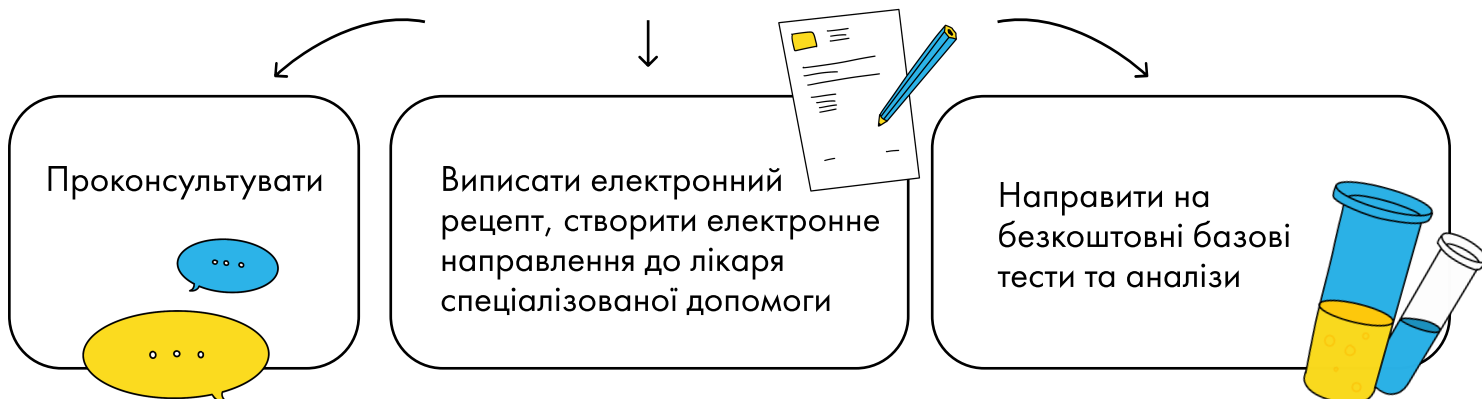 Проконсультувати
Виписати електронний
рецепт, створити електронне
направлення до лікаря
спеціалізованої допомоги
Направити на
безкоштовні базові
тести та аналізи